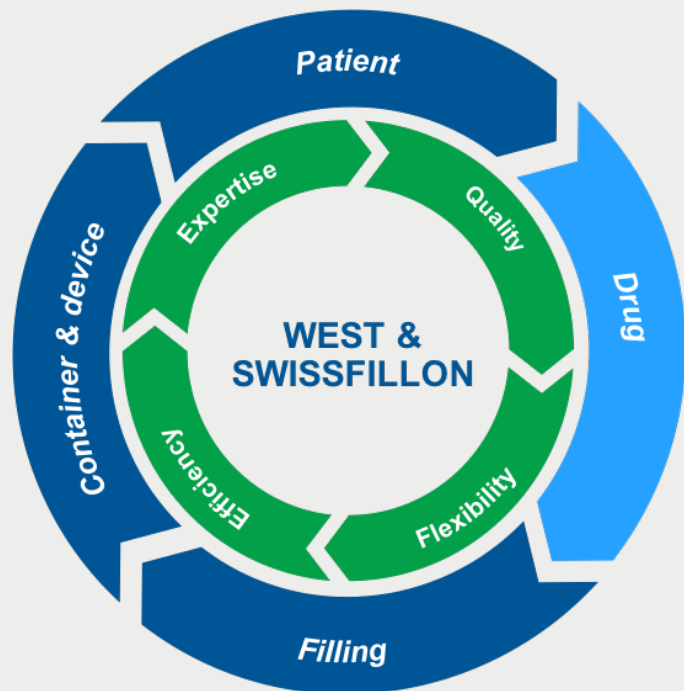 Patient
Expertise
Quality
Container & device
Drug
WEST &
SWISSFILLON
Efficiency
Flexibility
Filling